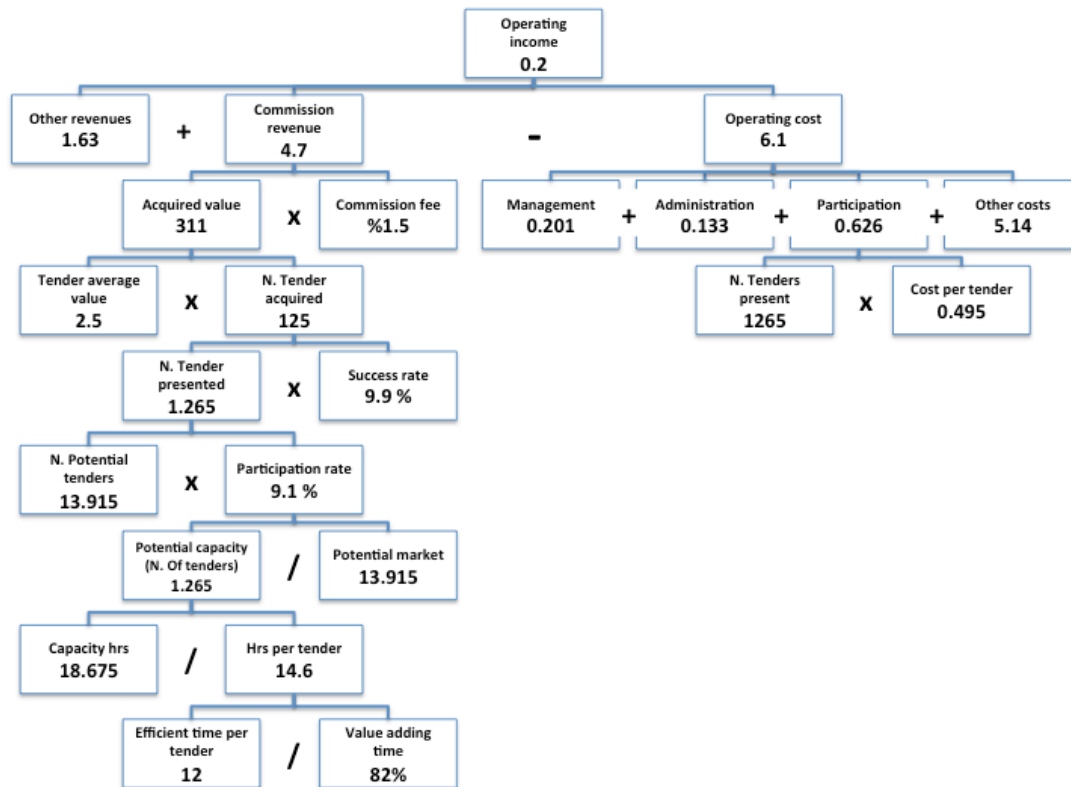 Operating
income
0.2
Other revenues
1.63
+
Commission
revenue
4.7
-
Operating cost
6.1
Acquired value
311
x
Commission fee
%1.5
Management
0.201
+
Administration
0.133
+
Participation
0.626
+
Other costs
5.14
Tender average
value
2.5
x
N. Tender
acquired
125
N. Tenders
present
1265
x
Cost per tender
0.495
N. Tender
presented
1.265
x
Success rate
9.9 %
N. Potential
tenders
13.915
x
Participation rate
9.1 %
Potential capacity
(N. Of tenders)
1.265
/
Potential market
13.915
Capacity hrs
18.675
/
Hrs per tender
14.6
Efficient time per
tender
12
/
Value adding
time
82%